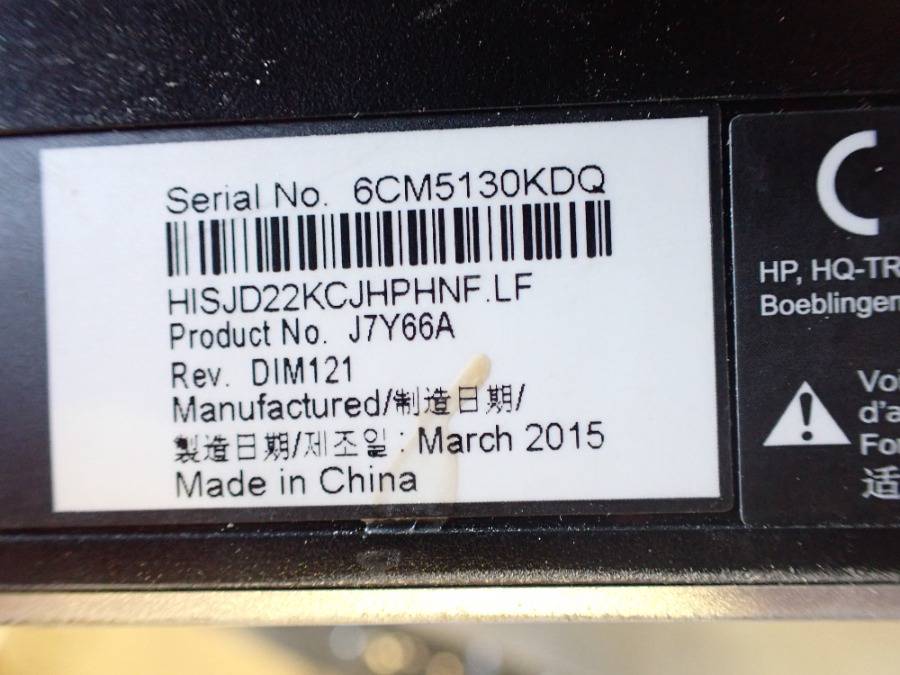 Serial No. 6CM5130KDQ
HISJD22KCJHPHNF.LF
Product No. J7Y66A
Rev. DIM121
Manufactured/制造日期/
製造日期/제조일 : March 2015
Made in China
HP, HQ-TR
Boeblingen
Voi
d'a
For
适